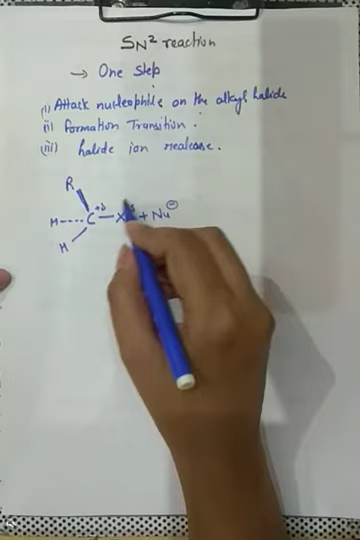 SN² reaction
→ One step
(i) Attack nucleophile on the alkyl halide
ii) formation Transition.
(iii) halide ion realease.
R
H C +δ X + Nu⊖
H